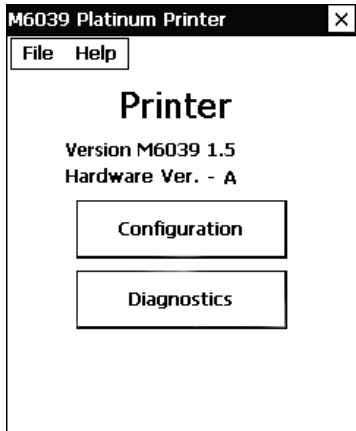 M6039 Platinum Printer
File Help
Printer
Version M6039 1.5
Hardware Ver. - A
Configuration
Diagnostics